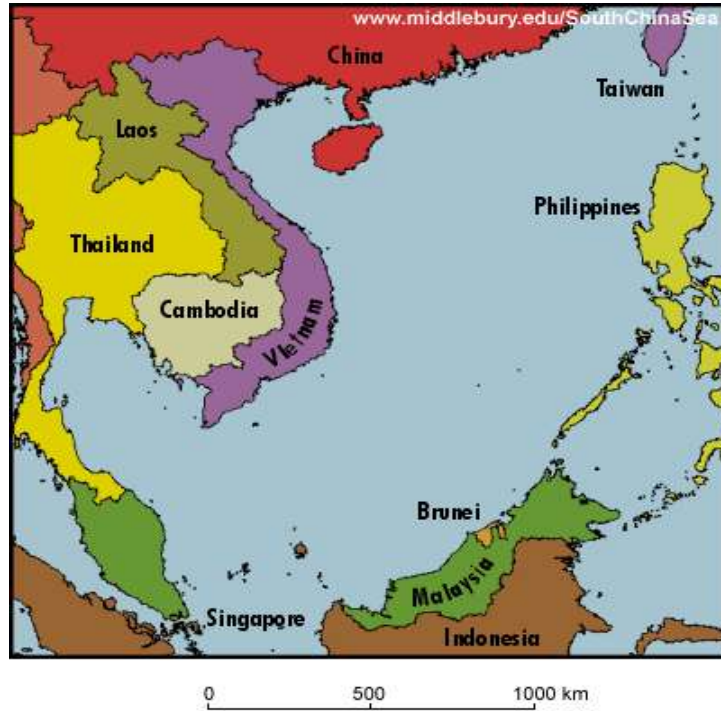 www.middlebury.edu/SouthChinaSea
China
Taiwan
Laos
Philippines
Thailand
Cambodia
Vietnam
Brunei
Malaysia
Singapore
Indonesia
0 500 1000 km